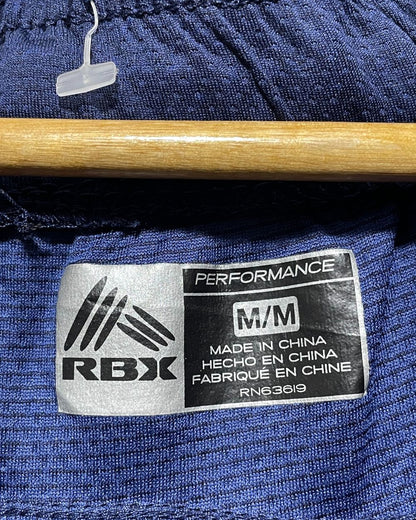 RBX
PERFORMANCE
M/M
MADE IN CHINA
HECHO EN CHINA
FABRIQUÉ EN CHINE
RN63619